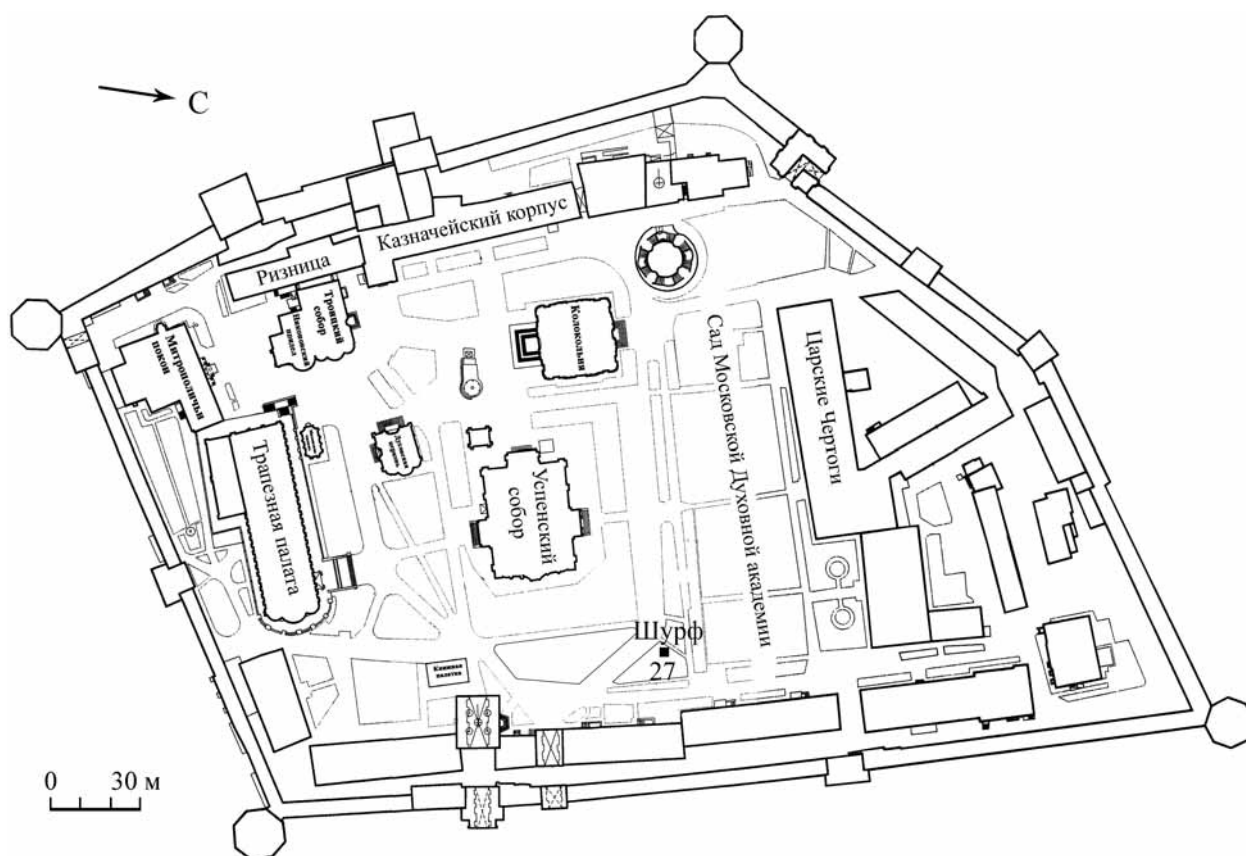 С
Казначейский корпус
Ризница
Троицкий
собор
Никоновский
придел
Колокольня
Митрополичьи
покои
Сад Московской Духовной академии
Царские Чертоги
Трапезная палата
Успенский
собор
Шурф
27
Книжная
палатка
0 30 м